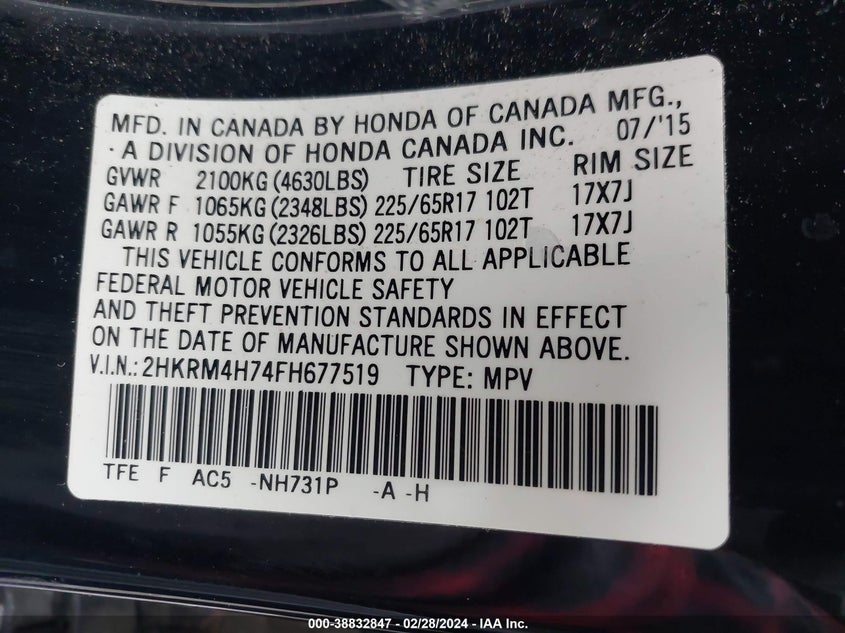 MFD. IN CANADA BY HONDA OF CANADA MFG.,
· A DIVISION OF HONDA CANADA INC. 07/'15
GVWR 2100KG (4630LBS) TIRE SIZE RIM SIZE
GAWR F 1065KG (2348LBS) 225/65R17 102T 17X7J
GAWR R 1055KG (2326LBS) 225/65R17 102T 17X7J
THIS VEHICLE CONFORMS TO ALL APPLICABLE
FEDERAL MOTOR VEHICLE SAFETY
AND THEFT PREVENTION STANDARDS IN EFFECT
ON THE DATE OF MANUFACTURE SHOWN ABOVE.
V.I.N.: 2HKRM4H74FH677519 TYPE: MPV
TFE F AC5 -NH731P -A -H
000-38832847 - 02/28/2024 - IAA Inc.